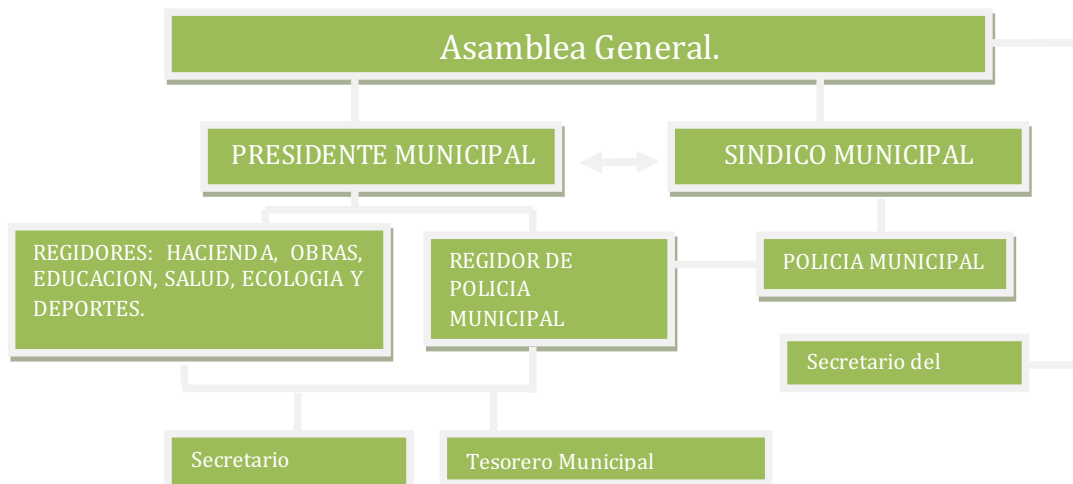 Asamblea General.
PRESIDENTE MUNICIPAL
SINDICO MUNICIPAL
REGIDORES: HACIENDA, OBRAS,
EDUCACION, SALUD, ECOLOGIA Y
DEPORTES.
REGIDOR DE
POLICIA
MUNICIPAL
POLICIA MUNICIPAL
Secretario del
Secretario
Tesorero Municipal